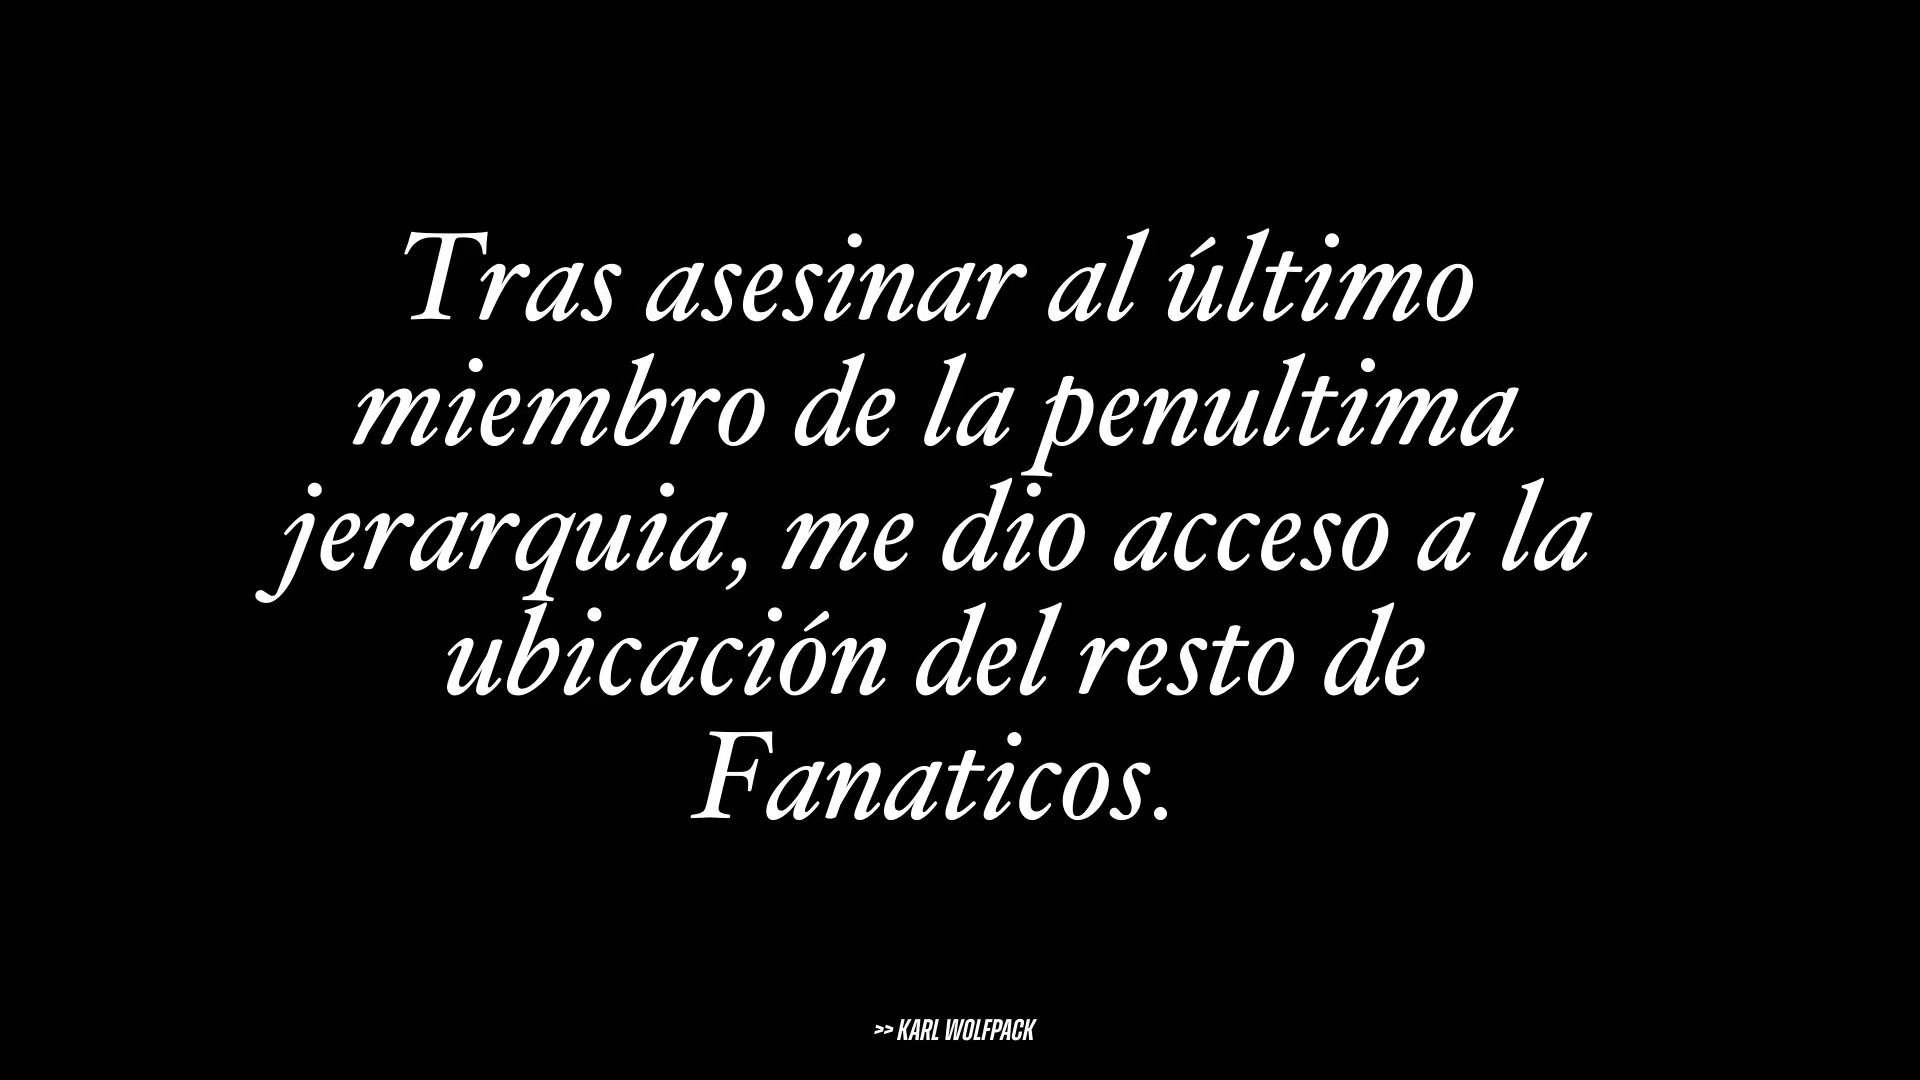 Tras asesinar al último
miembro de la penultima
jerarquia, me dio acceso a la
ubicación del resto de
Fanaticos.
>> KARL WOLFPACK